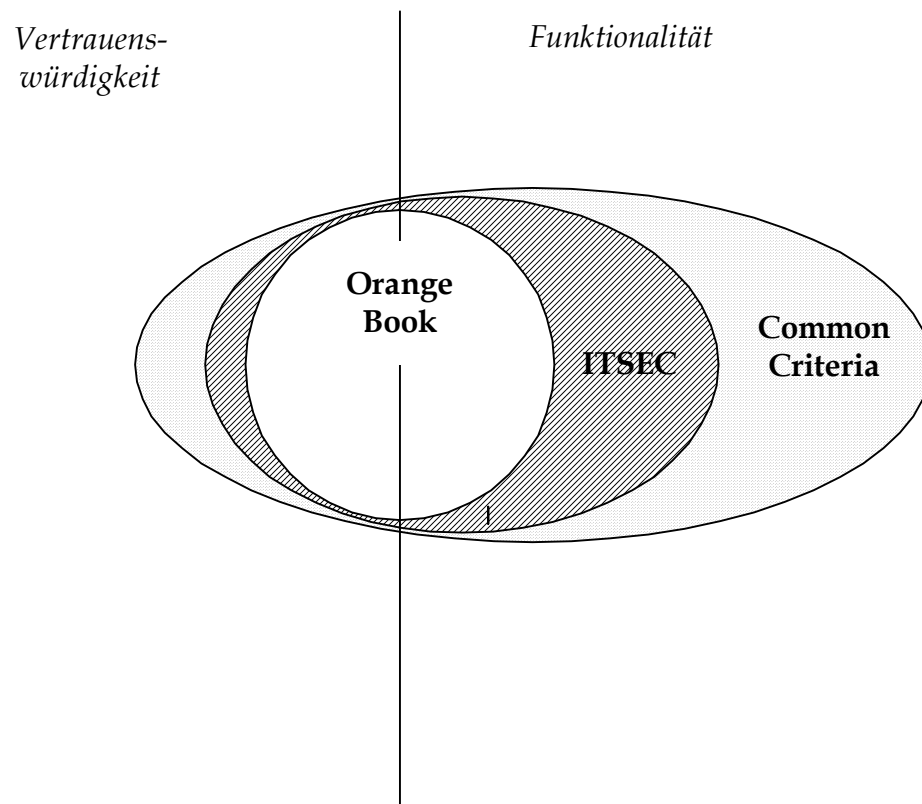 Vertrauens-
würdigkeit
Funktionalität
Orange
Book
ITSEC
Common
Criteria